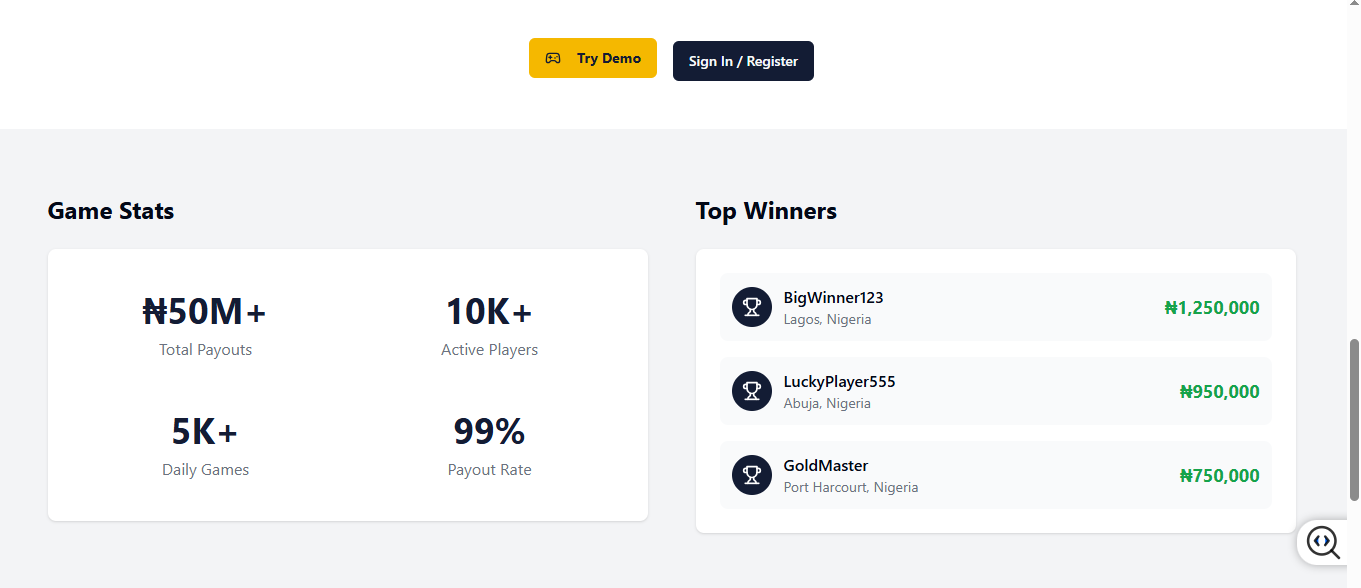 Try Demo
Sign In / Register
Game Stats
₦50M+
Total Payouts
10K+
Active Players
5K+
Daily Games
99%
Payout Rate
Top Winners
BigWinner123
Lagos, Nigeria
₦1,250,000
LuckyPlayer555
Abuja, Nigeria
₦950,000
GoldMaster
Port Harcourt, Nigeria
₦750,000